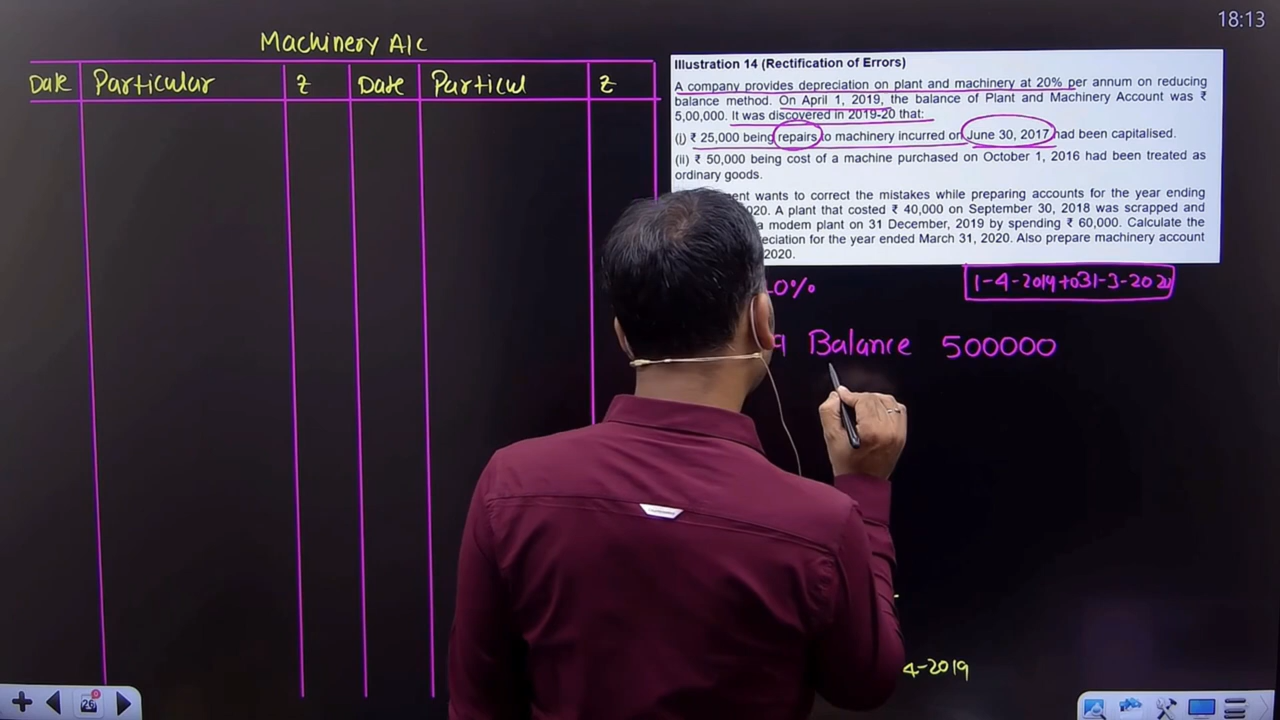 18:13
Machinery A/c
Date Particular ₹ Date Particul ₹
Illustration 14 (Rectification of Errors)
A company provides depreciation on plant and machinery at 20% per annum on reducing
balance method. On April 1, 2019, the balance of Plant and Machinery Account was ₹
5,00,000. It was discovered in 2019-20 that:
(i) ₹ 25,000 being repairs to machinery incurred on June 30, 2017 had been capitalised.
(ii) ₹ 50,000 being cost of a machine purchased on October 1, 2016 had been treated as
ordinary goods.
wants to correct the mistakes while preparing accounts for the year ending
A plant that costed ₹ 40,000 on September 30, 2018 was scrapped and
a modem plant on 31 December, 2019 by spending ₹ 60,000. Calculate the
for the year ended March 31, 2020. Also prepare machinery account
2020.
0% 1-4-2019 to 31-3-2020
Balance 500000
4-2019
26